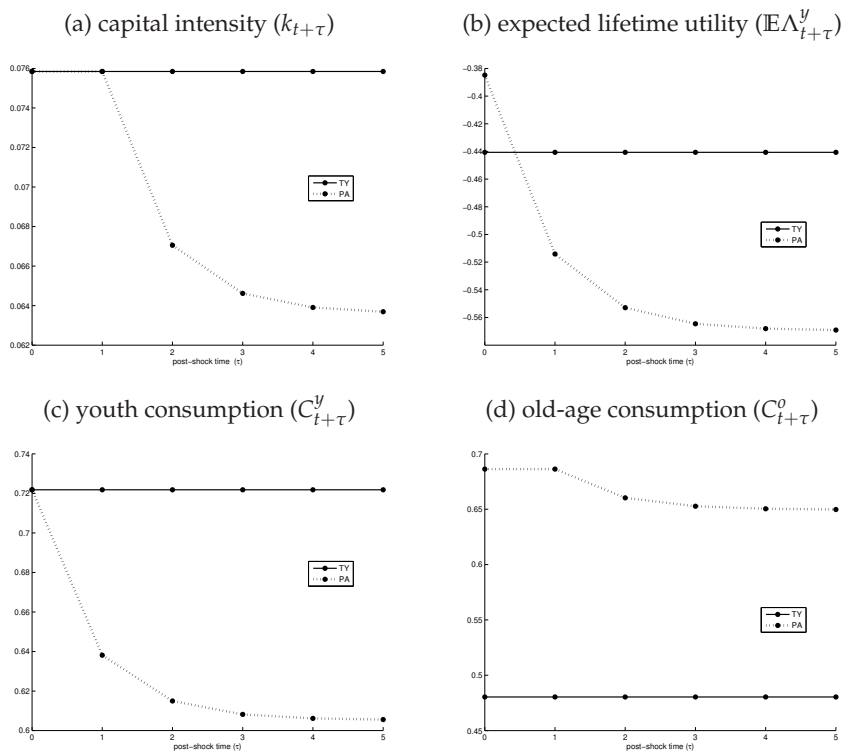 (a) capital intensity (k_{t+τ})
0.076
0.074
0.072
0.07
0.068
0.066
0.064
0.062
0 1 2 3 4 5
post−shock time (τ)
TY
PA
(b) expected lifetime utility (𝔼Λ^y_{t+τ})
−0.38
−0.4
−0.42
−0.44
−0.46
−0.48
−0.5
−0.52
−0.54
−0.56
0 1 2 3 4 5
post−shock time (τ)
TY
PA
(c) youth consumption (C^y_{t+τ})
0.74
0.72
0.7
0.68
0.66
0.64
0.62
0.6
0 1 2 3 4 5
post−shock time (τ)
TY
PA
(d) old-age consumption (C^o_{t+τ})
0.7
0.65
0.6
0.55
0.5
0.45
0 1 2 3 4 5
post−shock time (τ)
TY
PA